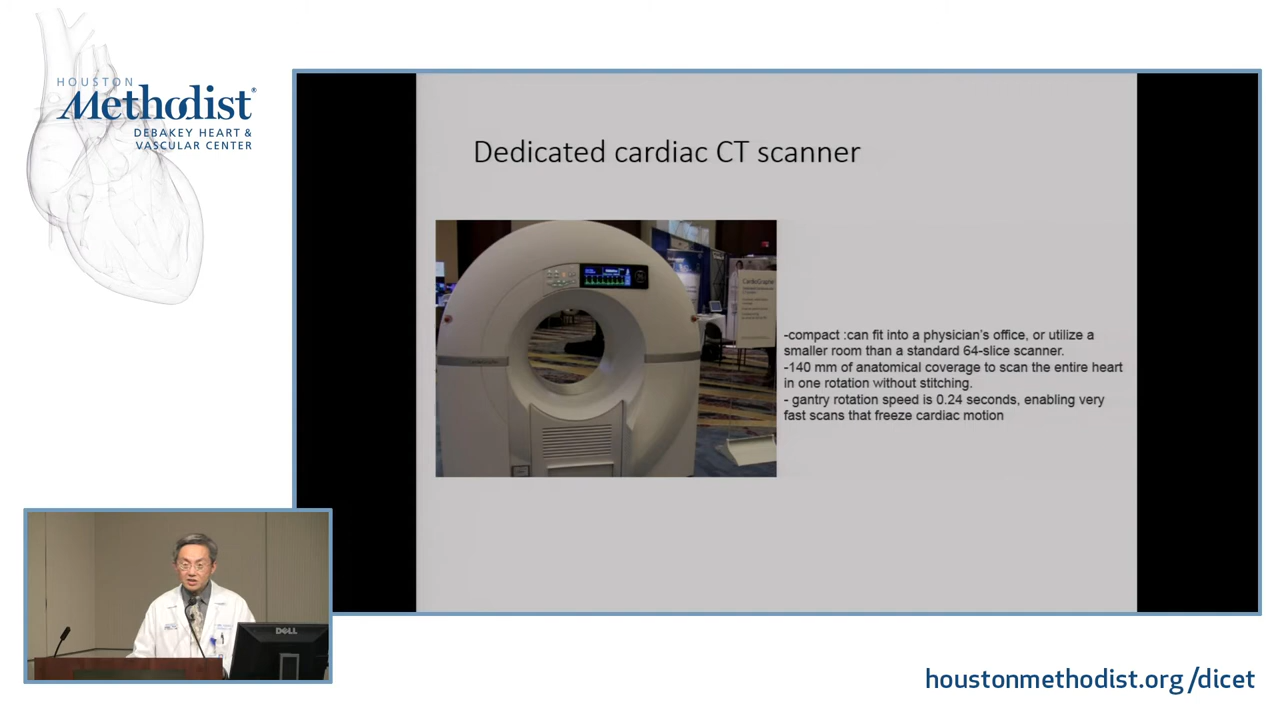 HOUSTON
Methodist®
DEBAKEY HEART &
VASCULAR CENTER
Dedicated cardiac CT scanner
CardioGraphe
-compact :can fit into a physician’s office, or utilize a
smaller room than a standard 64-slice scanner.
-140 mm of anatomical coverage to scan the entire heart
in one rotation without stitching.
- gantry rotation speed is 0.24 seconds, enabling very
fast scans that freeze cardiac motion
DELL
houstonmethodist.org/dicet